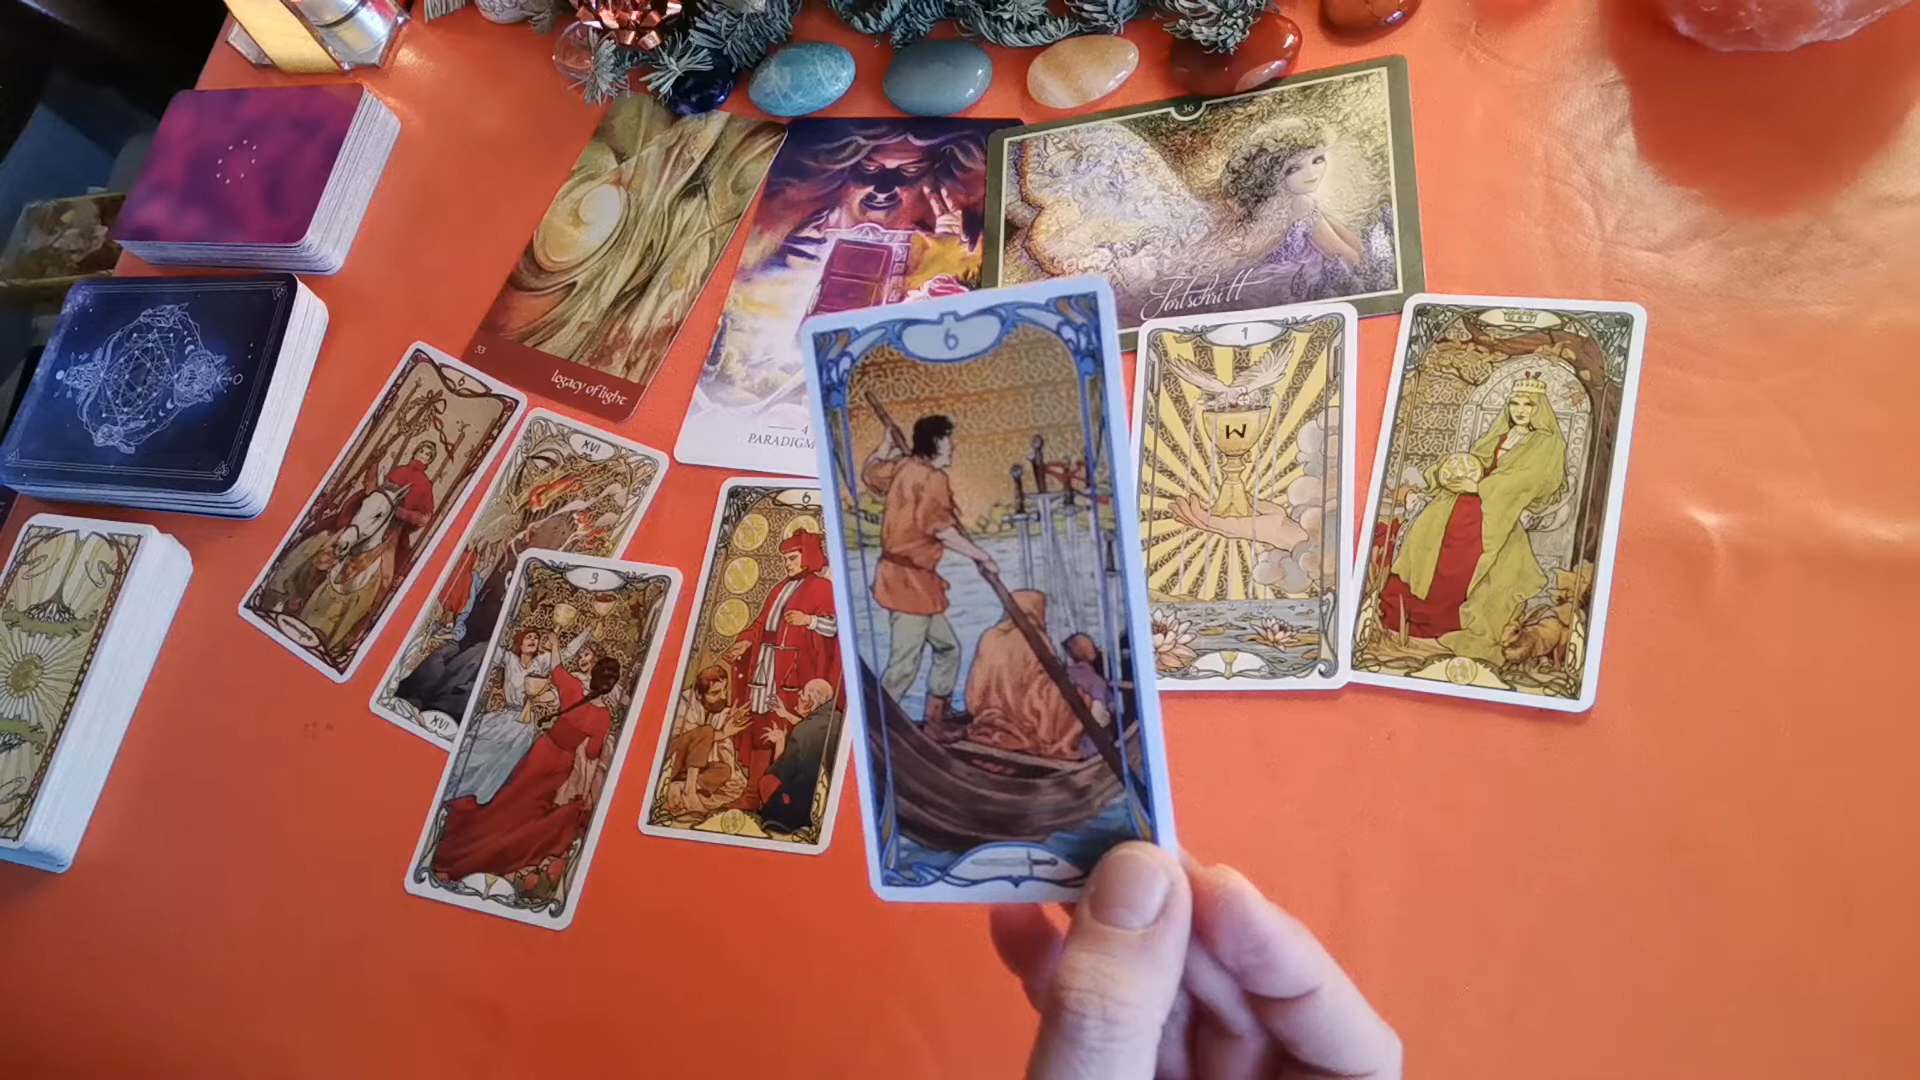 36
Fortschritt
53
legacy of light
4
PARADIGM
6
XVI
XVI
3
6
6
1
W